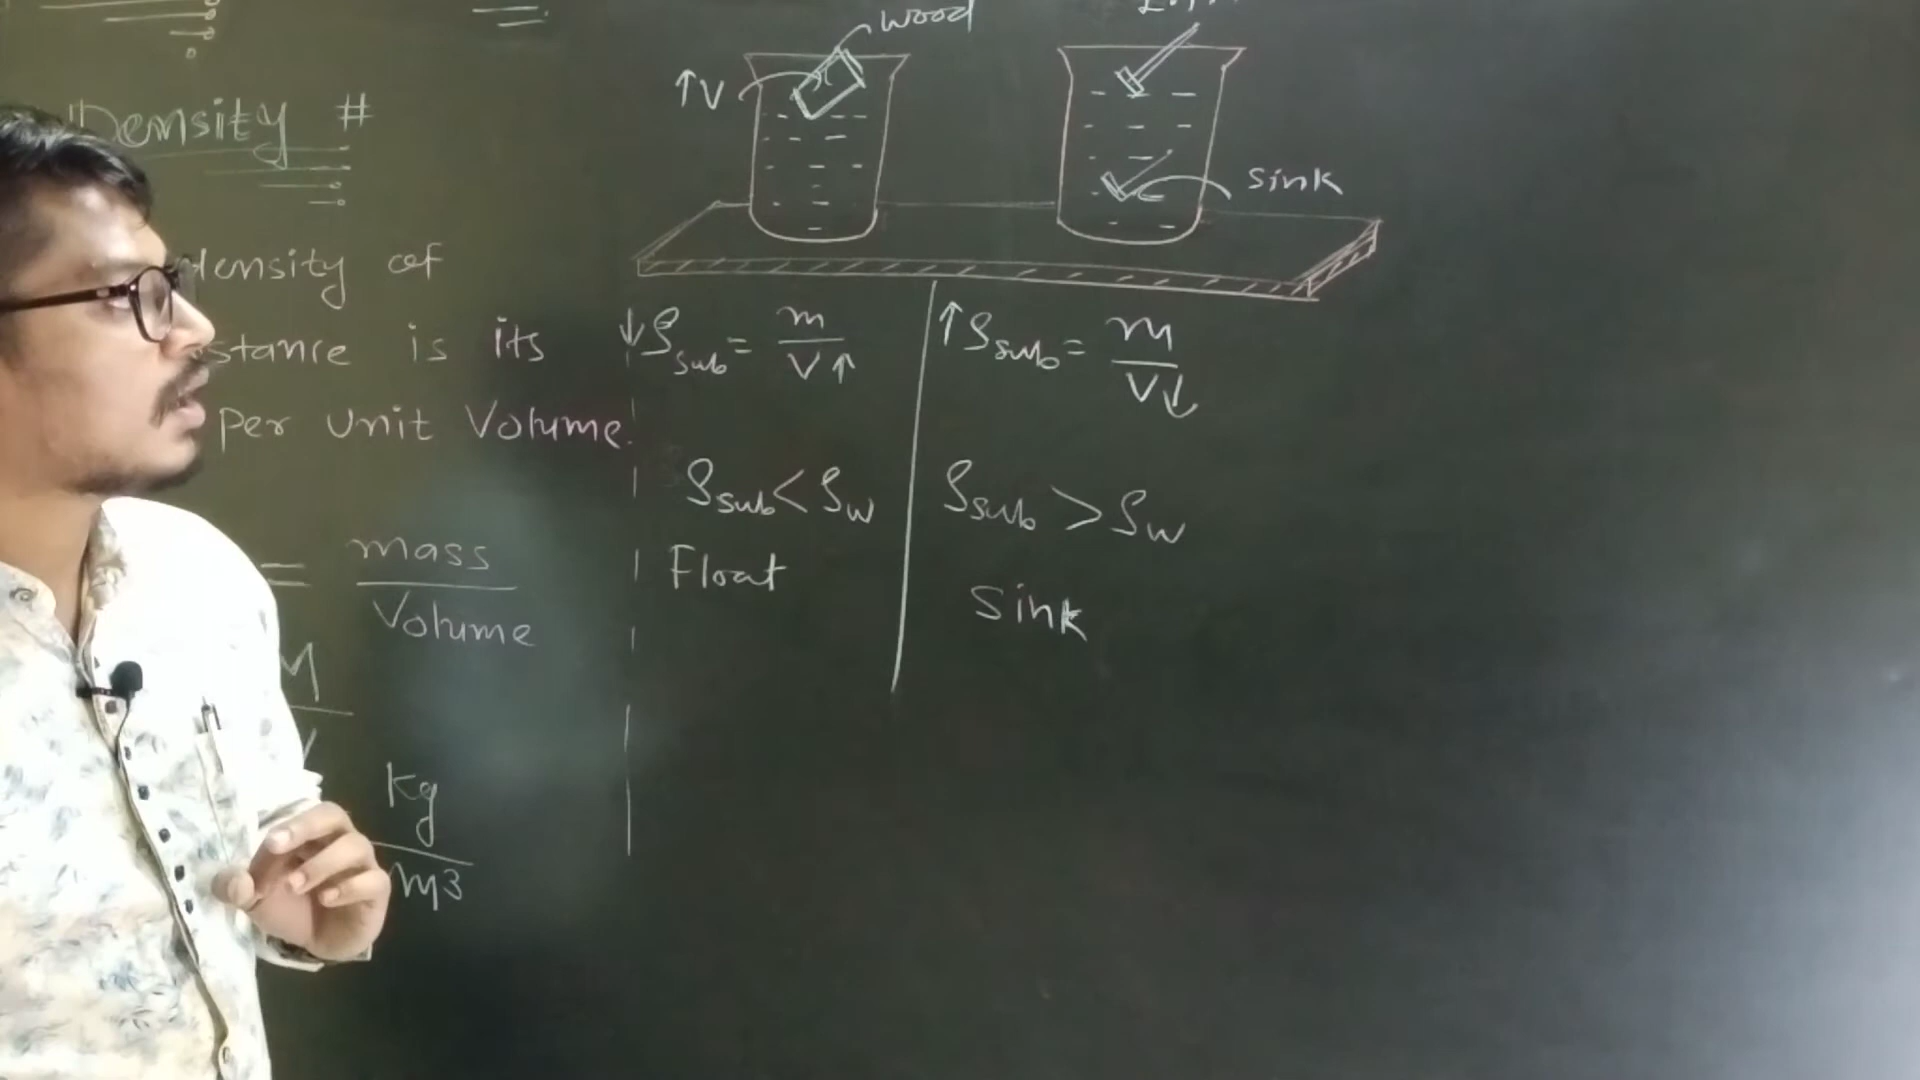 Density #
density of
stance is its
per unit Volume.
= mass / Volume
M
Kg / m3
wood
↑V
sink
↓ρsub = m / V↑
ρsub < ρw
Float
↑ρsub = m / V↓
ρsub > ρw
sink